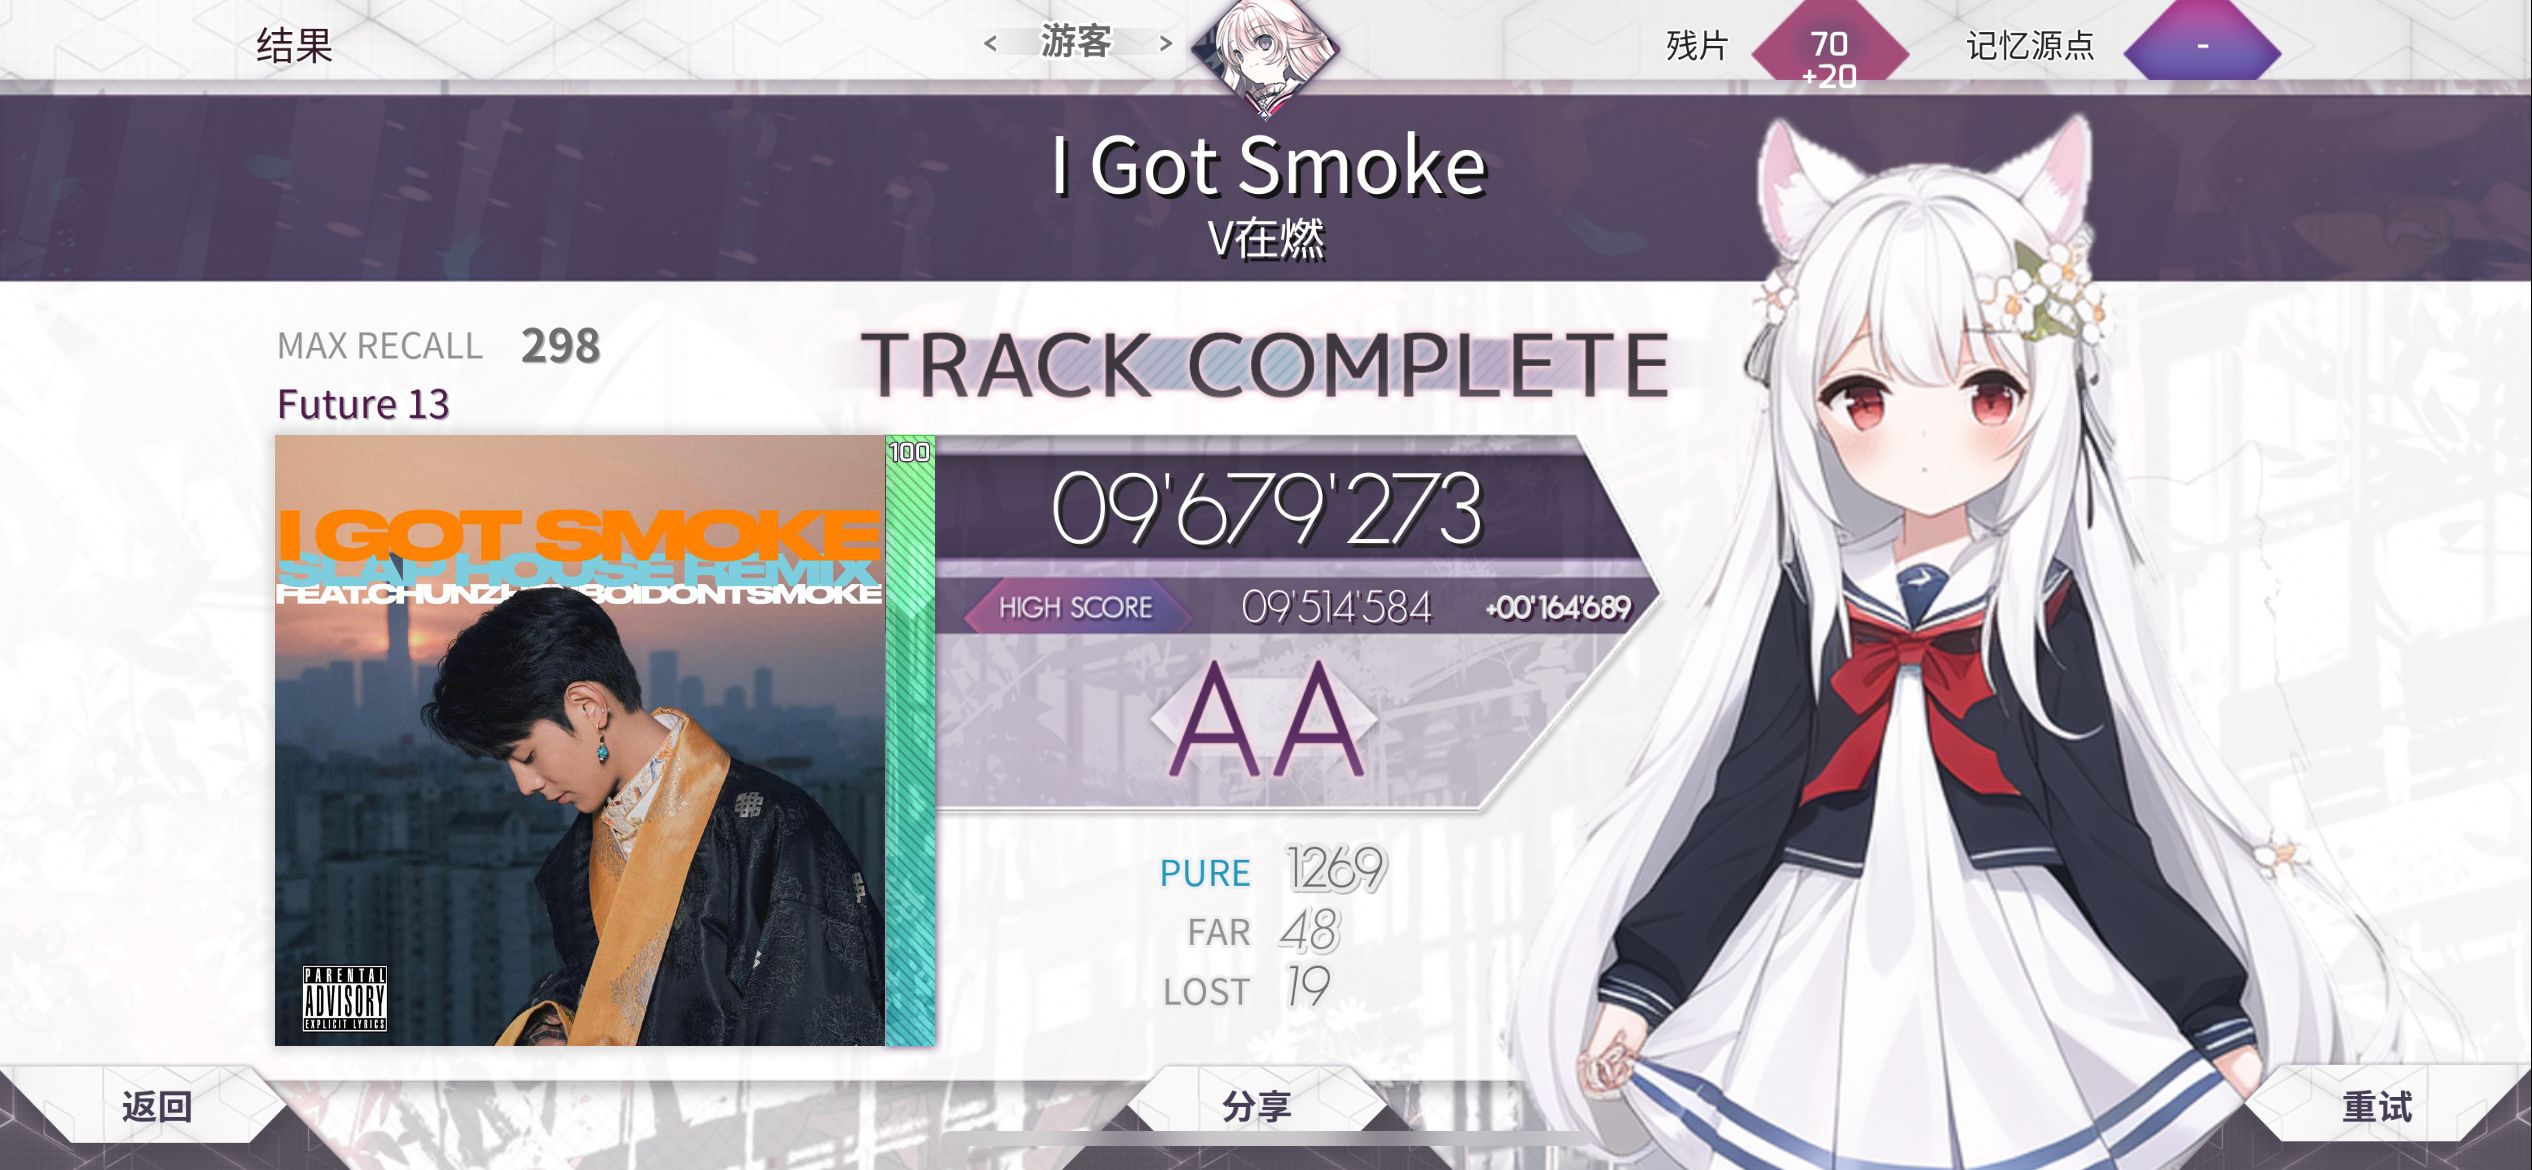 结果
< 游客 >
残片
70
+20
记忆源点
-
I Got Smoke
V在燃
MAX RECALL 298
Future 13
TRACK COMPLETE
100
I GOT SMOKE
SLAP HOUSE REMIX
BOIDONTSMOKE
PARENTAL
ADVISORY
EXPLICIT LYRICS
09'679'273
HIGH SCORE 09'514'584 +00'164'689
AA
PURE 1269
FAR 48
LOST 19
返回
分享
重试